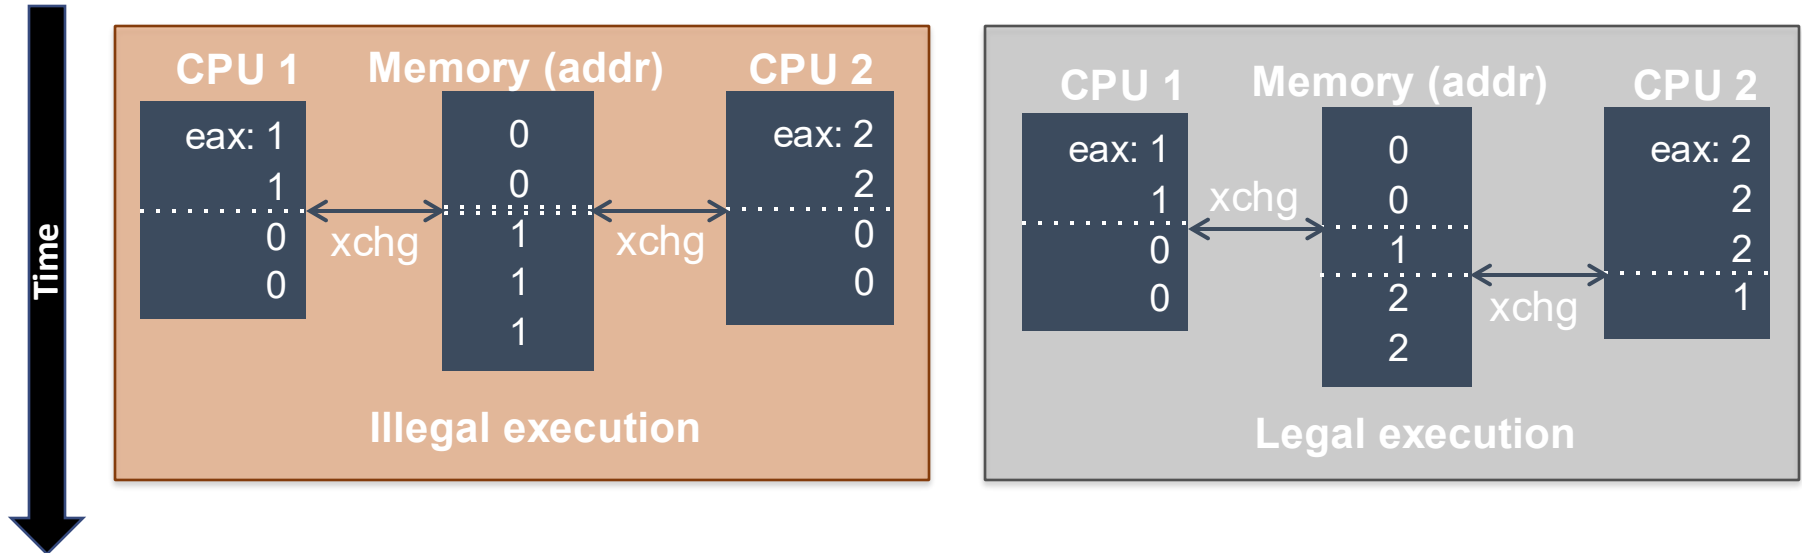 Time
CPU 1
Memory (addr)
CPU 2
eax: 1
1
0
0
xchg
0
0
1
1
1
xchg
eax: 2
2
0
0
Illegal execution
CPU 1
Memory (addr)
CPU 2
eax: 1
1
0
0
xchg
0
0
1
2
2
xchg
eax: 2
2
2
1
Legal execution